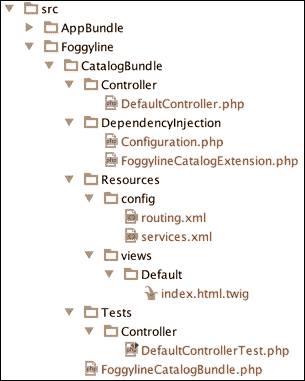 src
AppBundle
Foggyline
CatalogBundle
Controller
DefaultController.php
DependencyInjection
Configuration.php
FoggylineCatalogExtension.php
Resources
config
routing.xml
services.xml
views
Default
index.html.twig
Tests
Controller
DefaultControllerTest.php
FoggylineCatalogBundle.php